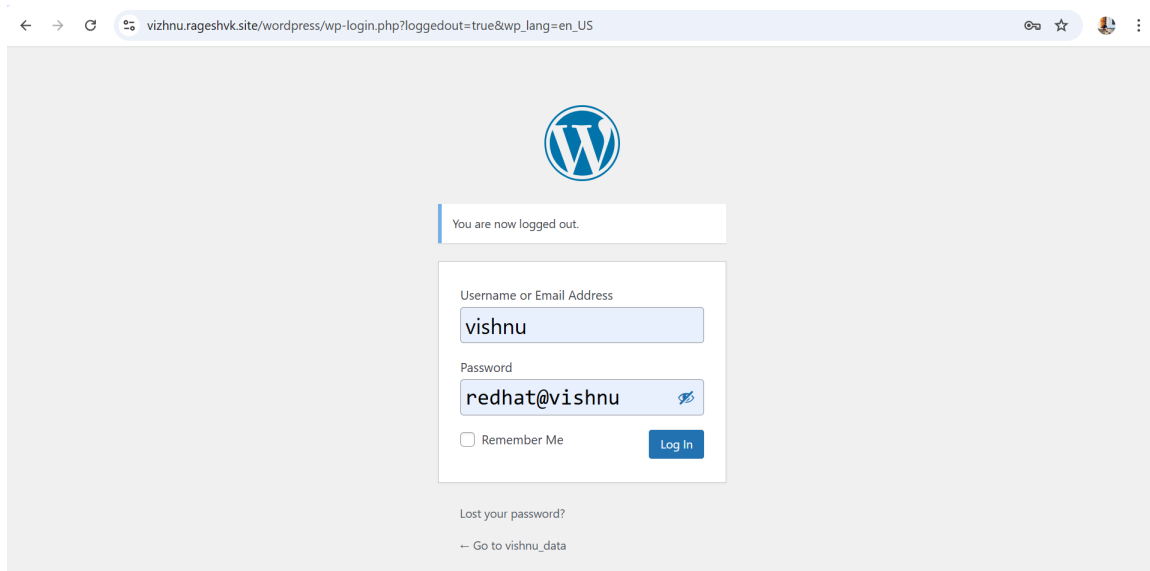 vizhnu.rageshvk.site/wordpress/wp-login.php?loggedout=true&wp_lang=en_US
You are now logged out.
Username or Email Address
vishnu
Password
redhat@vishnu
Remember Me
Log In
Lost your password?
← Go to vishnu_data